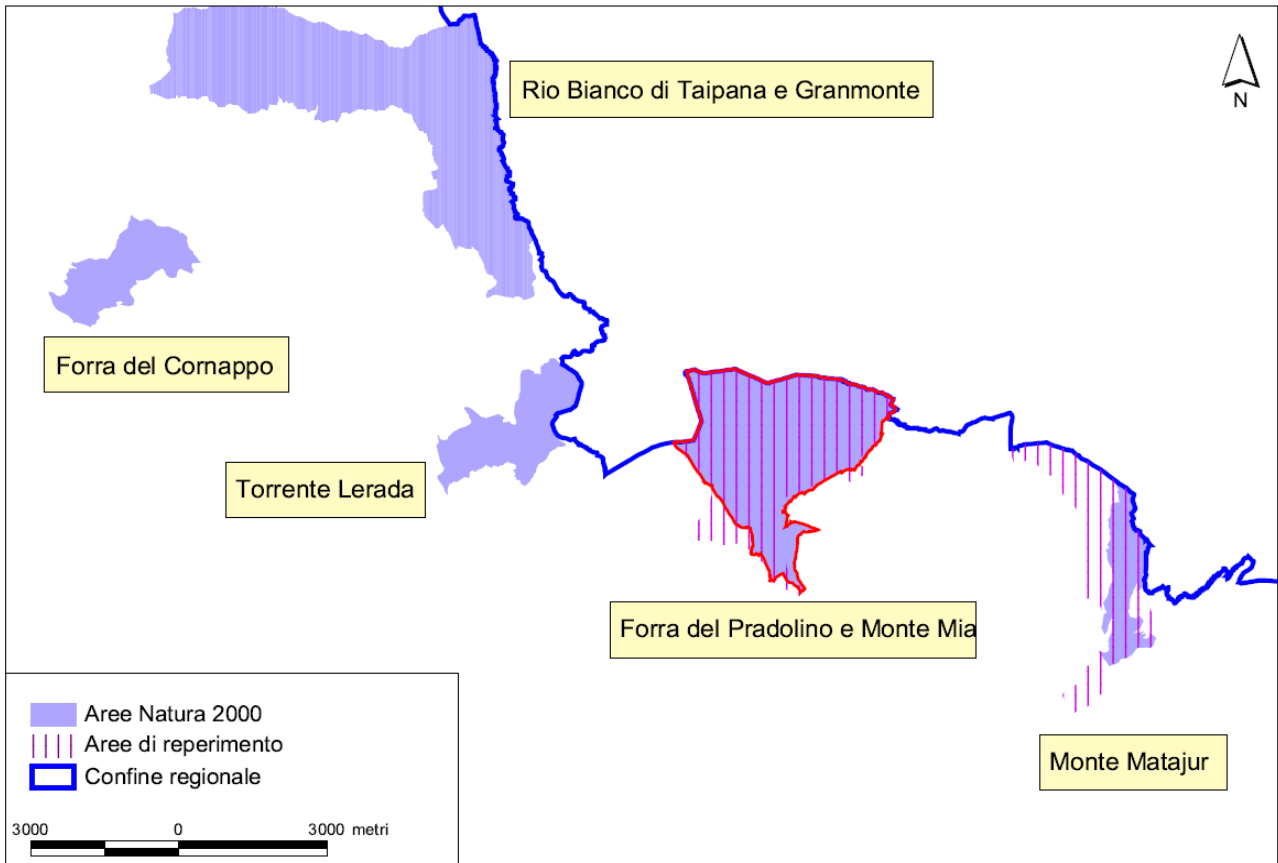 Rio Bianco di Taipana e Granmonte
N
Forra del Cornappo
Torrente Lerada
Forra del Pradolino e Monte Mia
Monte Matajur
Aree Natura 2000
Aree di reperimento
Confine regionale
3000 0 3000 metri